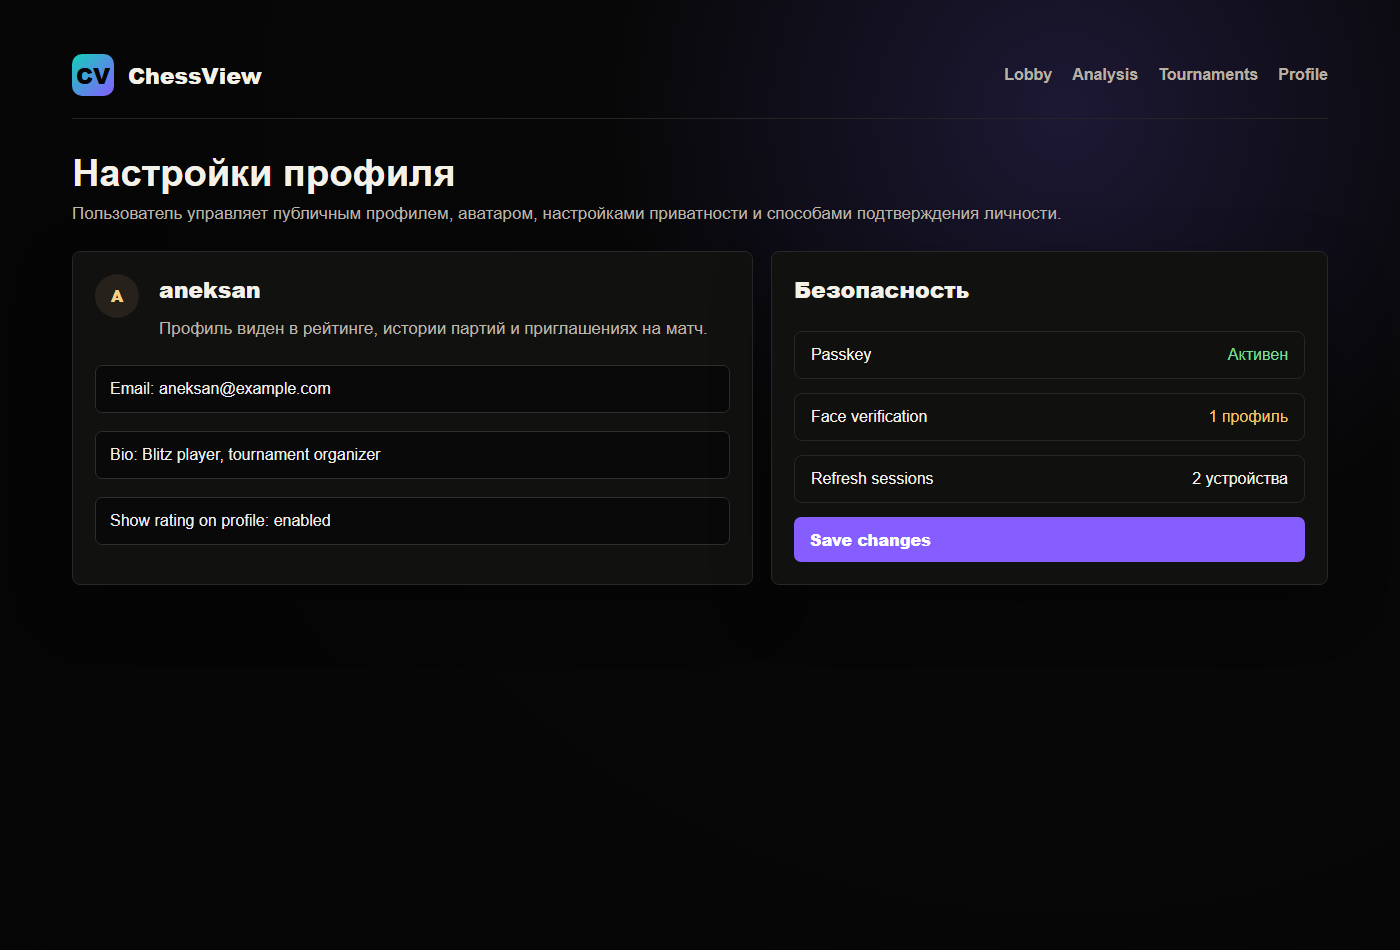 CV ChessView
Lobby Analysis Tournaments Profile
Настройки профиля
Пользователь управляет публичным профилем, аватаром, настройками приватности и способами подтверждения личности.
A
aneksan
Профиль виден в рейтинге, истории партий и приглашениях на матч.
Email: aneksan@example.com
Bio: Blitz player, tournament organizer
Show rating on profile: enabled
Безопасность
Passkey Активен
Face verification 1 профиль
Refresh sessions 2 устройства
Save changes